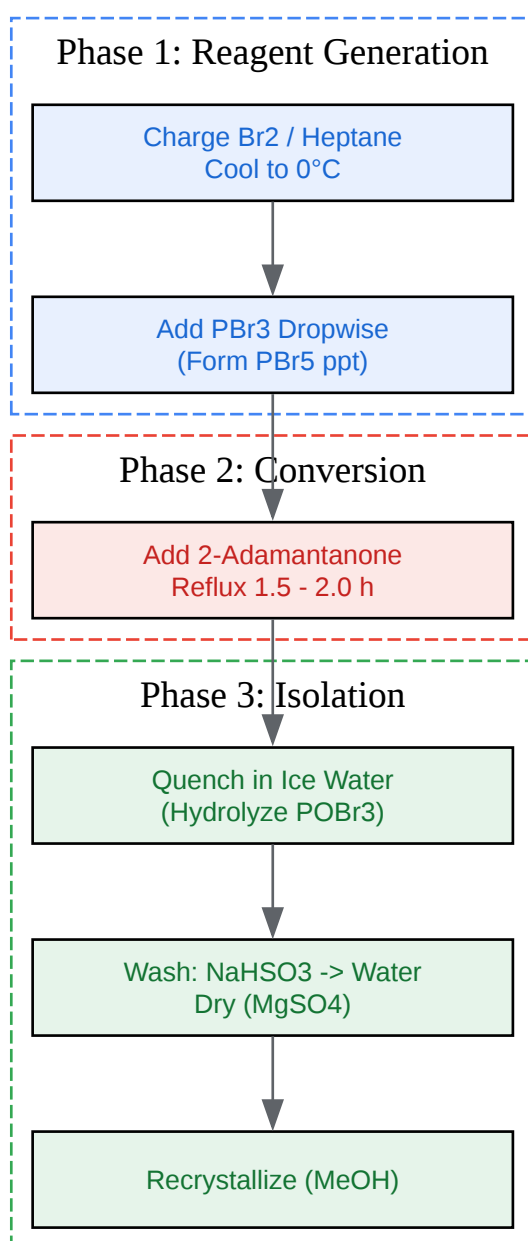 Phase 1: Reagent Generation
Charge Br2 / Heptane
Cool to 0°C
Add PBr3 Dropwise
(Form PBr5 ppt)
Phase 2: Conversion
Add 2-Adamantanone
Reflux 1.5 - 2.0 h
Phase 3: Isolation
Quench in Ice Water
(Hydrolyze POBr3)
Wash: NaHSO3 -> Water
Dry (MgSO4)
Recrystallize (MeOH)